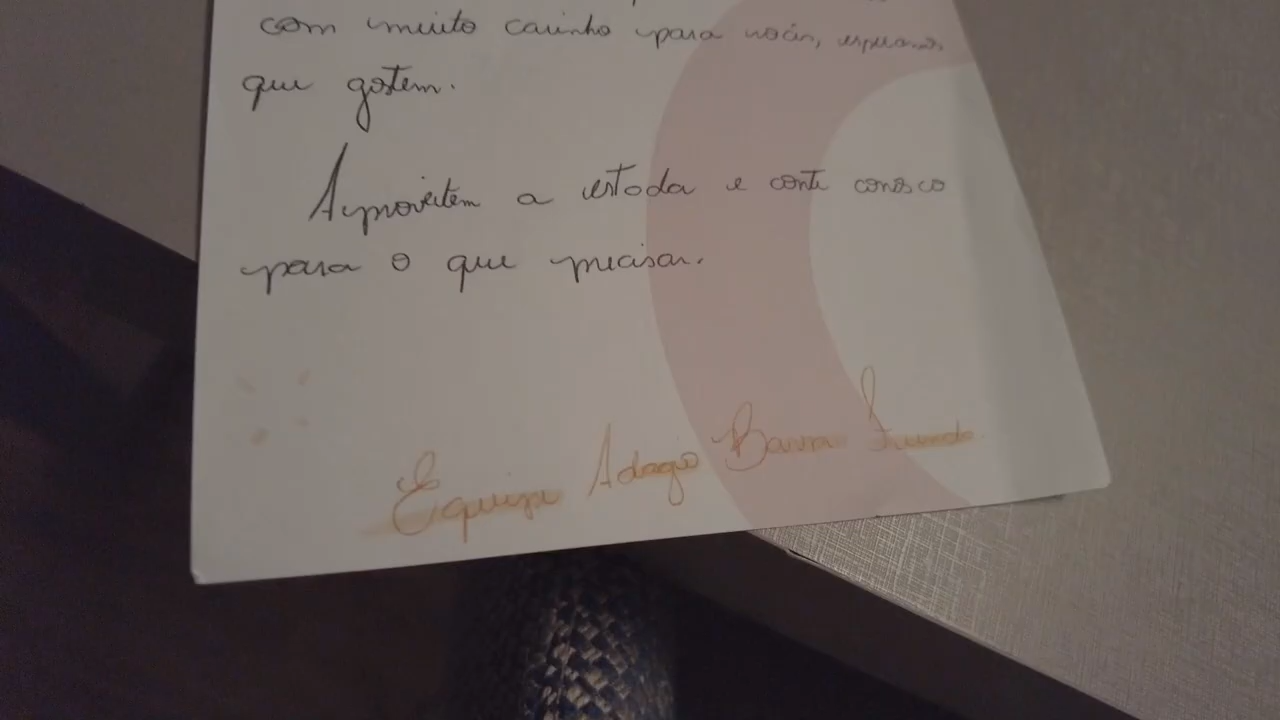 com muito carinho para vocês, esperamos
que gostem.
Aproveitem a estada e conte conosco
para o que precisar.
Equipe Adagio Barra Funda.